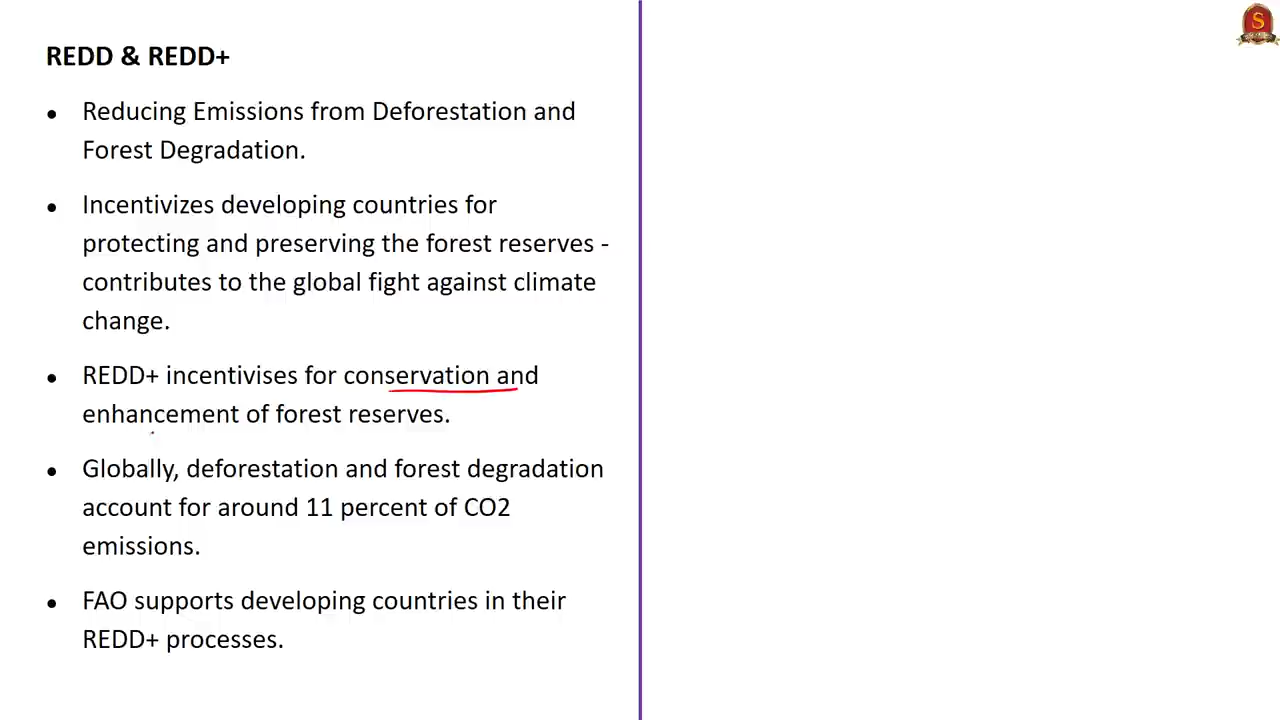 REDD & REDD+
• Reducing Emissions from Deforestation and
Forest Degradation.
• Incentivizes developing countries for
protecting and preserving the forest reserves -
contributes to the global fight against climate
change.
• REDD+ incentivises for conservation and
enhancement of forest reserves.
• Globally, deforestation and forest degradation
account for around 11 percent of CO2
emissions.
• FAO supports developing countries in their
REDD+ processes.
S